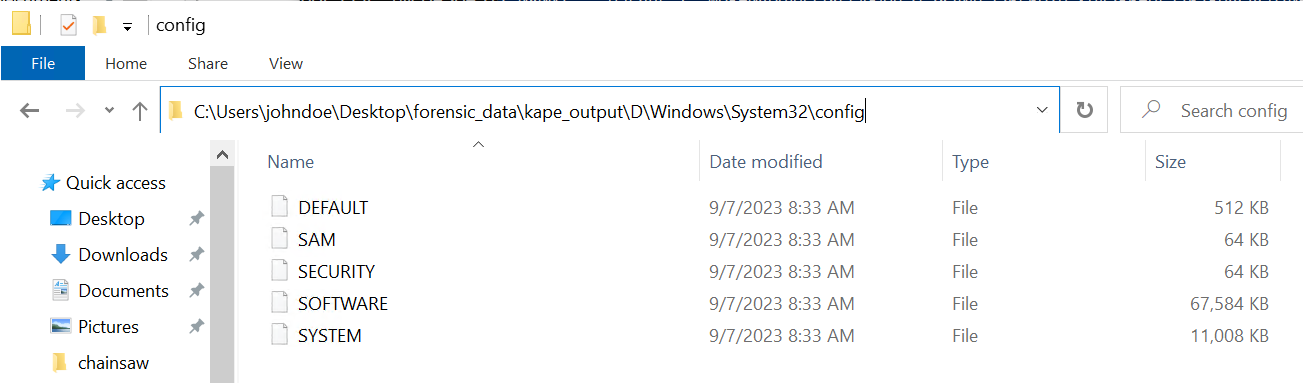 config
File Home Share View
C:\Users\johndoe\Desktop\forensic_data\kape_output\D\Windows\System32\config
Search config
Name Date modified Type Size
Quick access
Desktop
Downloads
Documents
Pictures
chainsaw
DEFAULT 9/7/2023 8:33 AM File 512 KB
SAM 9/7/2023 8:33 AM File 64 KB
SECURITY 9/7/2023 8:33 AM File 64 KB
SOFTWARE 9/7/2023 8:33 AM File 67,584 KB
SYSTEM 9/7/2023 8:33 AM File 11,008 KB